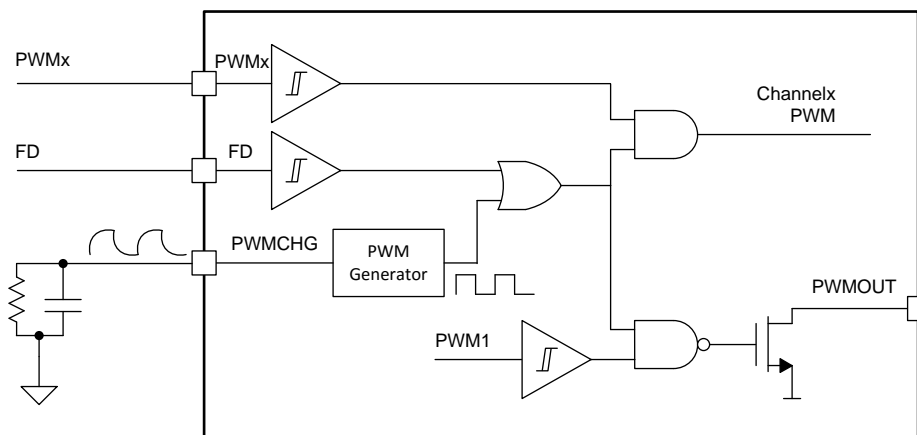 PWMx
PWMx
Channelx
PWM
FD
FD
PWMCHG
PWM
Generator
PWMOUT
PWM1